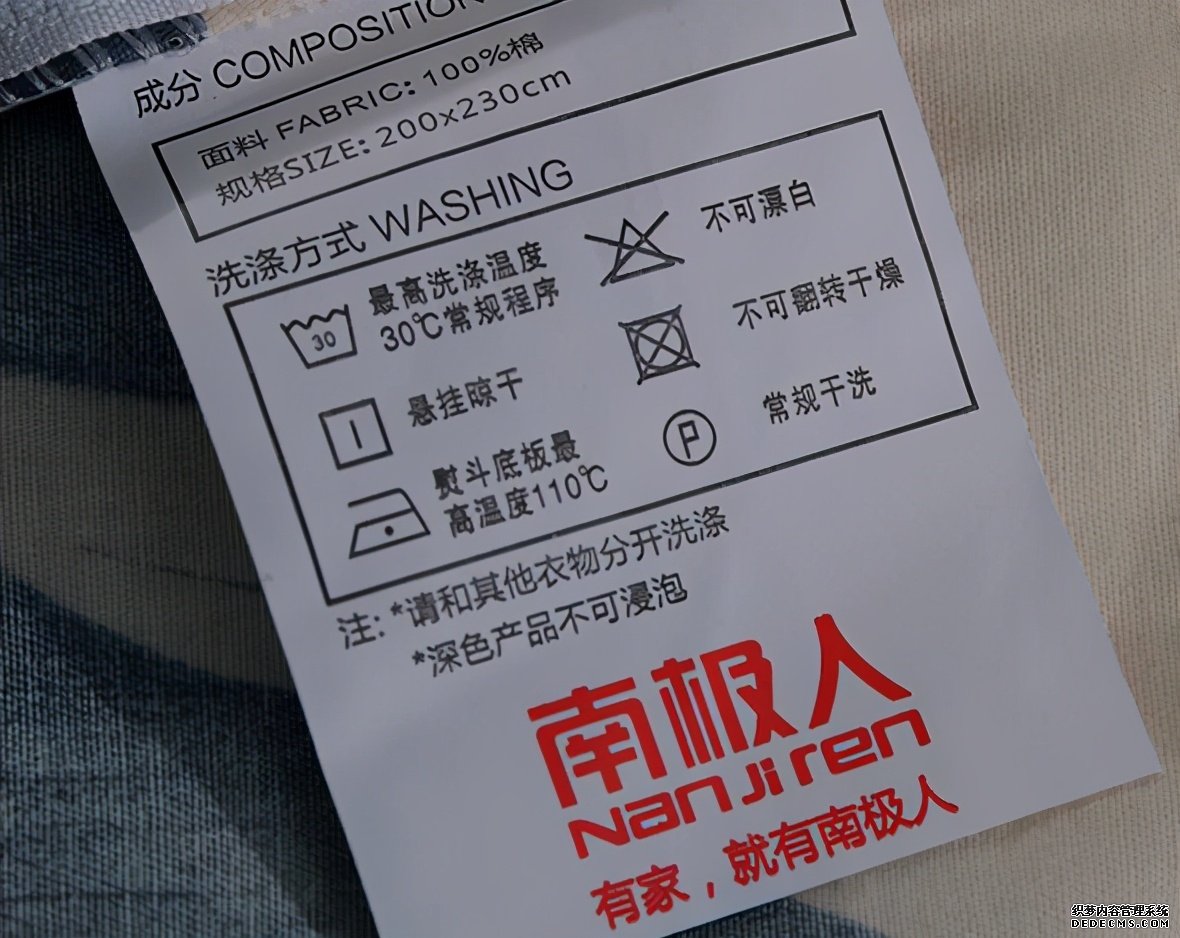 成分 COMPOSITION
面料 FABRIC: 100%棉
规格SIZE: 200x230cm
洗涤方式 WASHING
30
最高洗涤温度
30℃常规程序
不可漂白
悬挂晾干
不可翻转干燥
熨斗底板最
高温度110℃
P
常规干洗
注: *请和其他衣物分开洗涤
*深色产品不可浸泡
南极人
NanJiren
有家，就有南极人
织梦内容管理系统
DEDECMS.COM